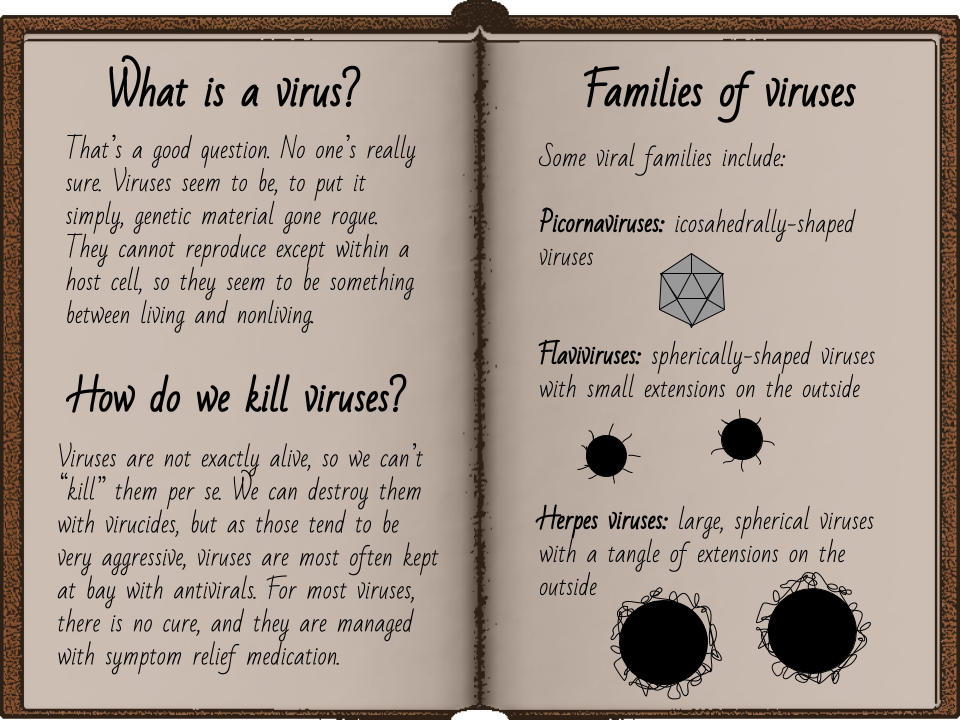 What is a virus?
That's a good question. No one's really
sure. Viruses seem to be, to put it
simply, genetic material gone rogue.
They cannot reproduce except within a
host cell, so they seem to be something
between living and nonliving.
How do we kill viruses?
Viruses are not exactly alive, so we can't
“kill” them per se. We can destroy them
with virucides, but as those tend to be
very aggressive, viruses are most often kept
at bay with antivirals. For most viruses,
there is no cure, and they are managed
with symptom relief medication.
Families of viruses
Some viral families include:
Picornaviruses: icosahedrally-shaped
viruses
Flaviviruses: spherically-shaped viruses
with small extensions on the outside
Herpes viruses: large, spherical viruses
with a tangle of extensions on the
outside